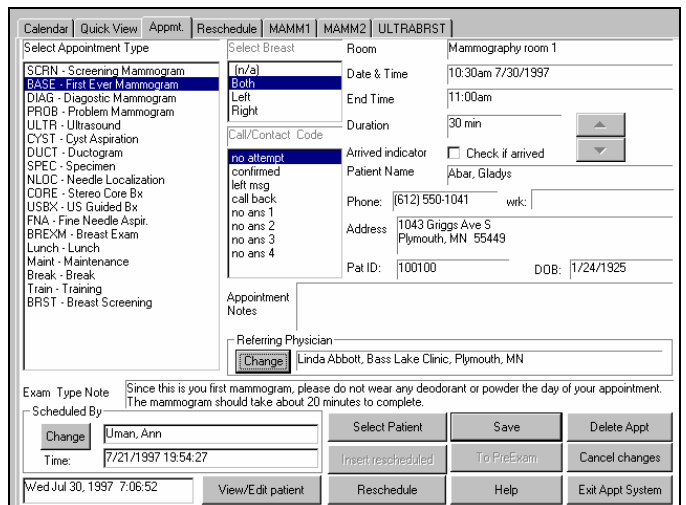 Calendar Quick View Appmt. Reschedule MAMM1 MAMM2 ULTRABRST
Select Appointment Type
SCRN - Screening Mammogram
BASE - First Ever Mammogram
DIAG - Diagostic Mammogram
PROB - Problem Mammogram
ULTR - Ultrasound
CYST - Cyst Aspiration
DUCT - Ductogram
SPEC - Specimen
NLOC - Needle Localization
CORE - Stereo Core Bx
USBX - US Guided Bx
FNA - Fine Needle Aspir.
BREXM - Breast Exam
Lunch - Lunch
Maint - Maintenance
Break - Break
Train - Training
BRST - Breast Screening
Select Breast
(n/a)
Both
Left
Right
Call/Contact Code
no attempt
confirmed
left msg
call back
no ans 1
no ans 2
no ans 3
no ans 4
Room Mammography room 1
Date & Time 10:30am 7/30/1997
End Time 11:00am
Duration 30 min
Arrived indicator Check if arrived
Patient Name Abar, Gladys
Phone: (612) 550-1041 wrk:
Address 1043 Griggs Ave S
Plymouth, MN 55449
Pat ID: 100100 DOB: 1/24/1925
Appointment
Notes
Referring Physician
Change Linda Abbott, Bass Lake Clinic, Plymouth, MN
Exam Type Note Since this is you first mammogram, please do not wear any deodorant or powder the day of your appointment.
The mammogram should take about 20 minutes to complete.
Scheduled By
Change Uman, Ann
Time: 7/21/1997 19:54:27
Select Patient Save Delete Appt
Insert rescheduled To PreExam Cancel changes
Wed Jul 30, 1997 7:06:52 View/Edit patient Reschedule Help Exit Appt System